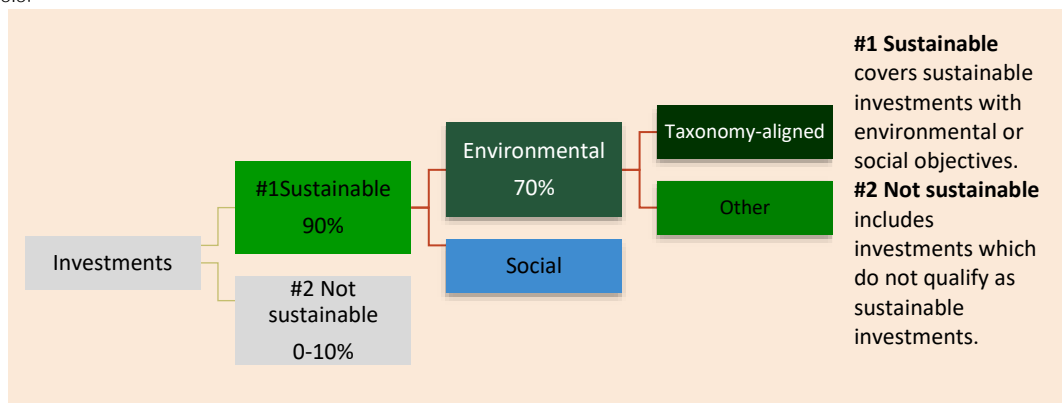 Investments
#1Sustainable
90%
#2 Not
sustainable
0-10%
Environmental
70%
Social
Taxonomy-aligned
Other
#1 Sustainable
covers sustainable
investments with
environmental or
social objectives.
#2 Not sustainable
includes
investments which
do not qualify as
sustainable
investments.